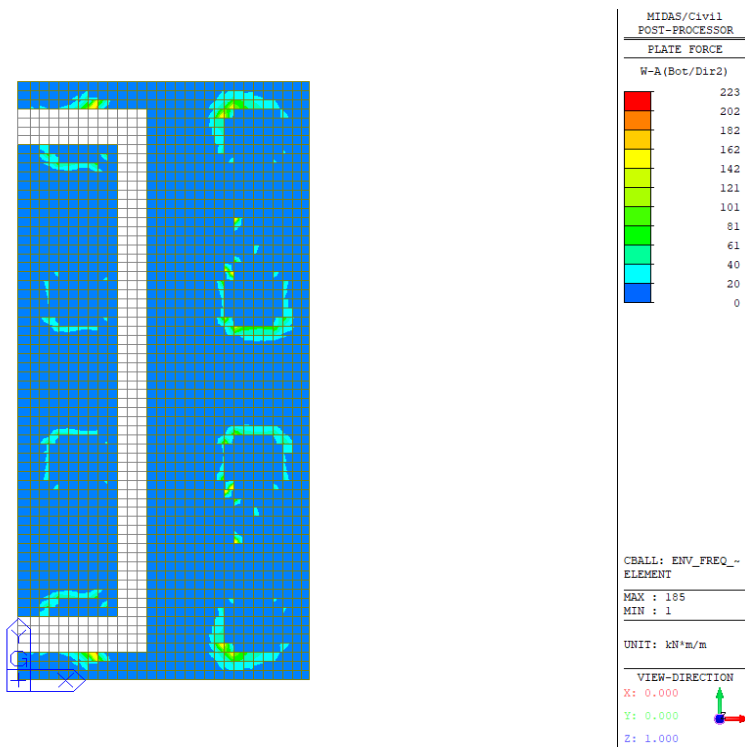 MIDAS/Civil
POST-PROCESSOR
PLATE FORCE
W-A(Bot/Dir2)
223
202
182
162
142
121
101
81
61
40
20
0
CBALL: ENV_FREQ_~
ELEMENT
MAX : 185
MIN : 1
UNIT: kN*m/m
VIEW-DIRECTION
X: 0.000
Y: 0.000
Z: 1.000
Z
Y
G
X